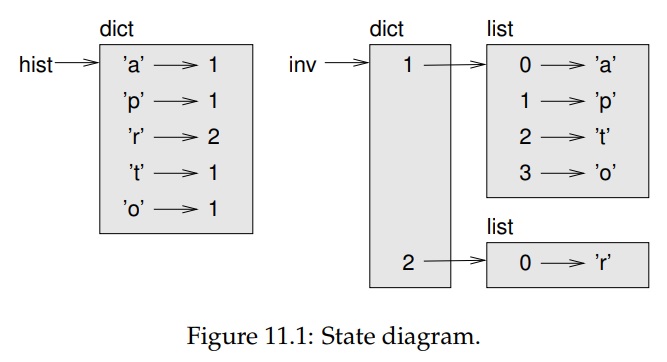 dict
hist 'a' 1
'p' 1
'r' 2
't' 1
'o' 1
dict
inv 1
2
list
0 'a'
1 'p'
2 't'
3 'o'
list
0 'r'
Figure 11.1: State diagram.